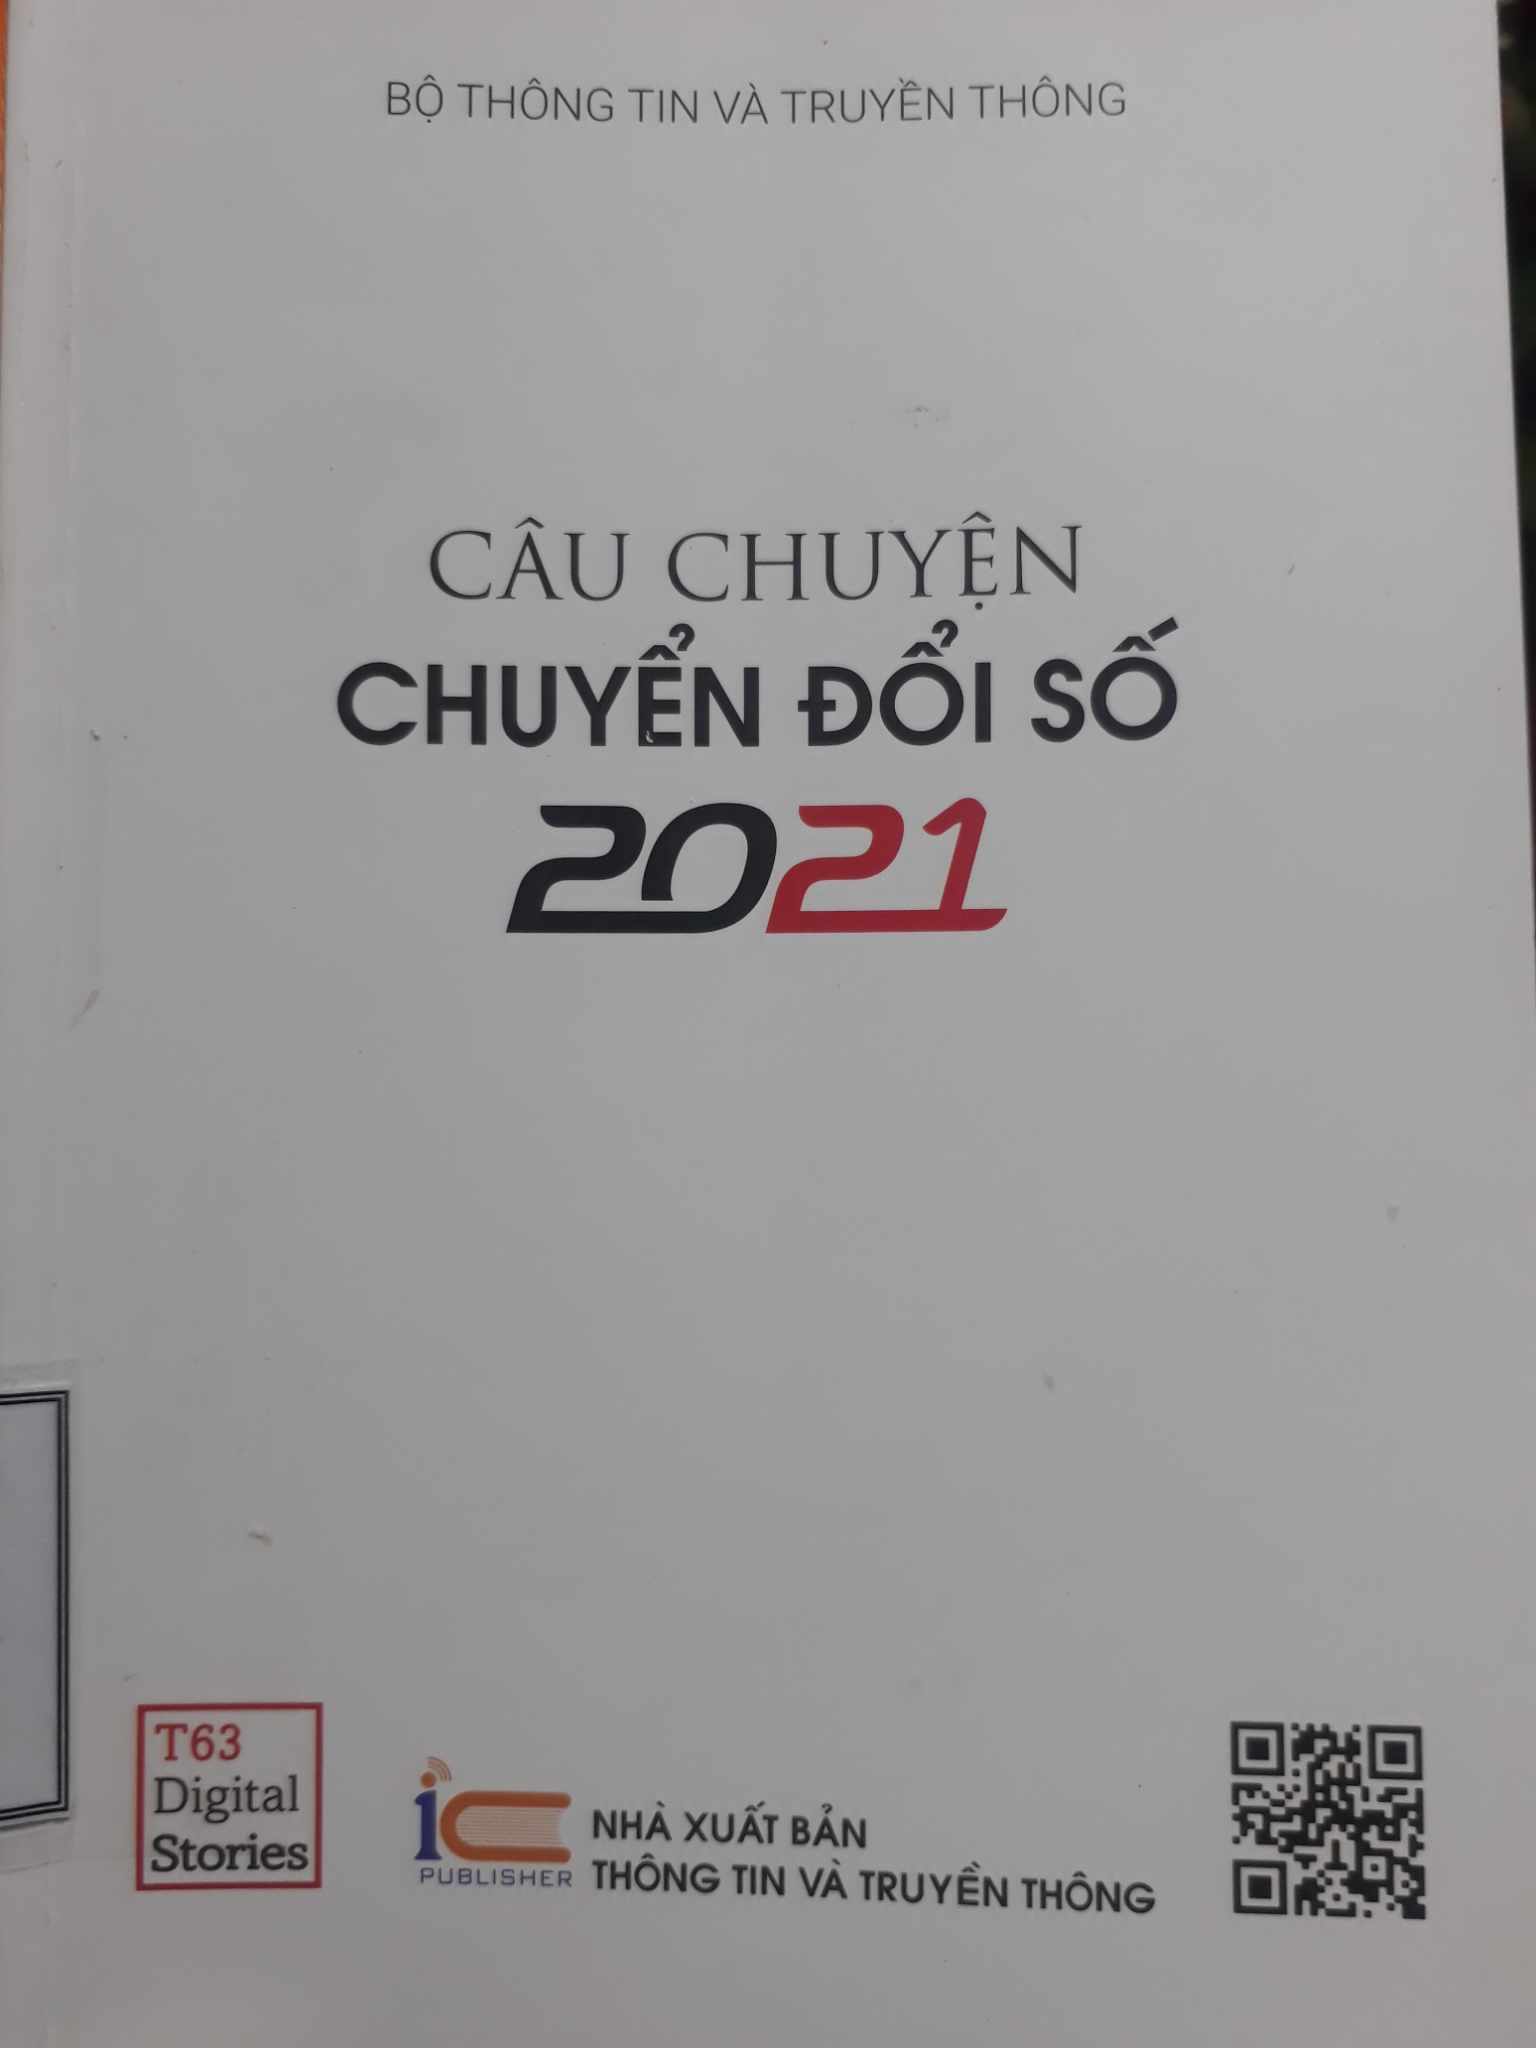 BỘ THÔNG TIN VÀ TRUYỀN THÔNG
CÂU CHUYỆN
CHUYỂN ĐỔI SỐ
2021
T63
Digital
Stories
iC
PUBLISHER
NHÀ XUẤT BẢN
THÔNG TIN VÀ TRUYỀN THÔNG